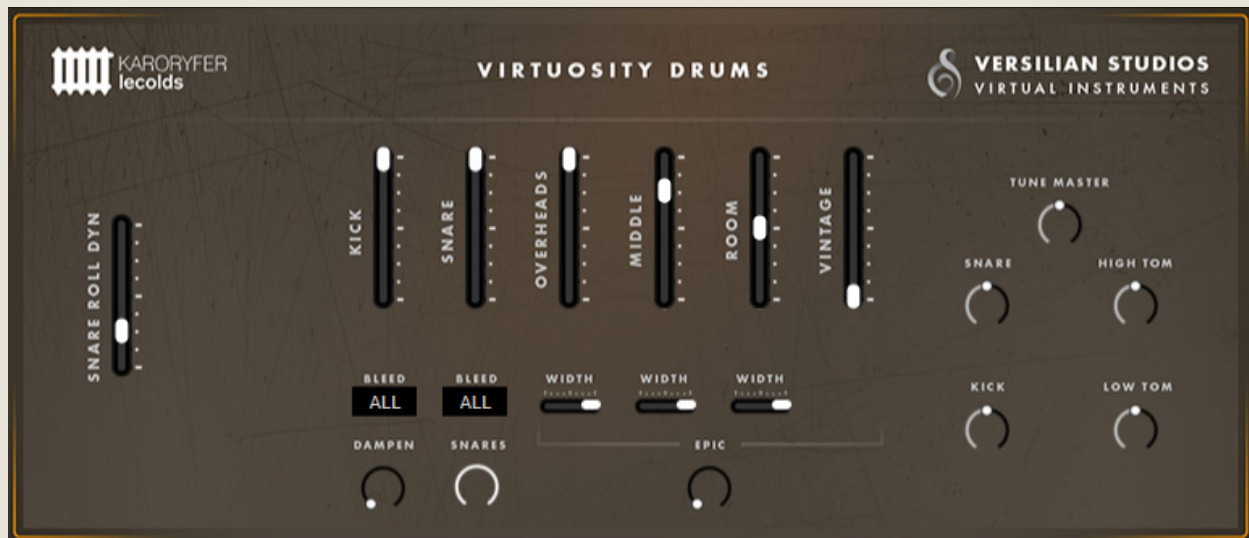 KARORYFER
lecolds
VIRTUOSITY DRUMS
VERSILIAN STUDIOS
VIRTUAL INSTRUMENTS
SNARE ROLL DYN
KICK
SNARE
OVERHEADS
MIDDLE
ROOM
VINTAGE
TUNE MASTER
SNARE
HIGH TOM
KICK
LOW TOM
BLEED
ALL
BLEED
ALL
WIDTH
WIDTH
WIDTH
DAMPEN
SNARES
EPIC